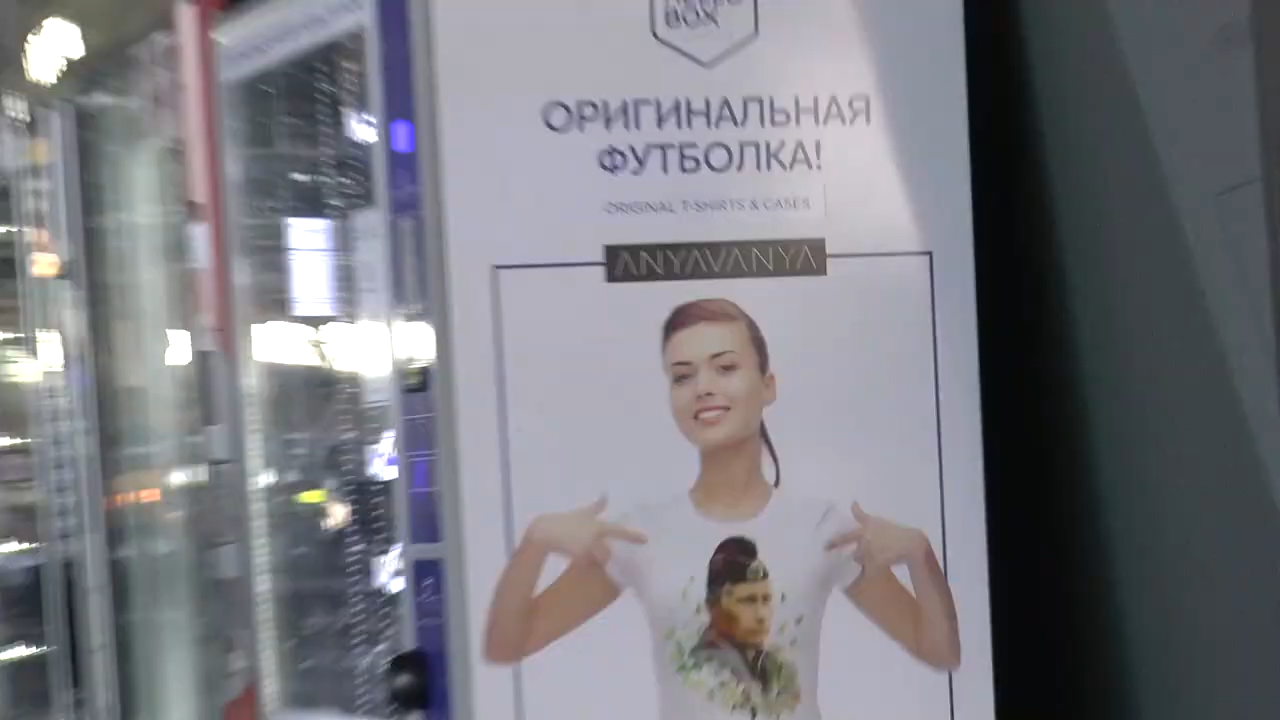 BOX
ОРИГИНАЛЬНАЯ
ФУТБОЛКА!
ORIGINAL T-SHIRTS & CASES
ANYAVANYA